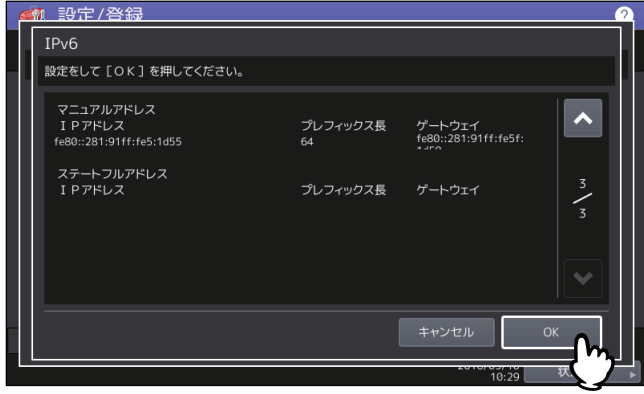 設定/登録
?
IPv6
設定をして［OK］を押してください。
マニュアルアドレス
IPアドレス プレフィックス長 ゲートウェイ
fe80::281:91ff:fe5:1d55 64 fe80::281:91ff:fe5f:
ステートフルアドレス
IPアドレス プレフィックス長 ゲートウェイ
3
3
キャンセル OK
10:29